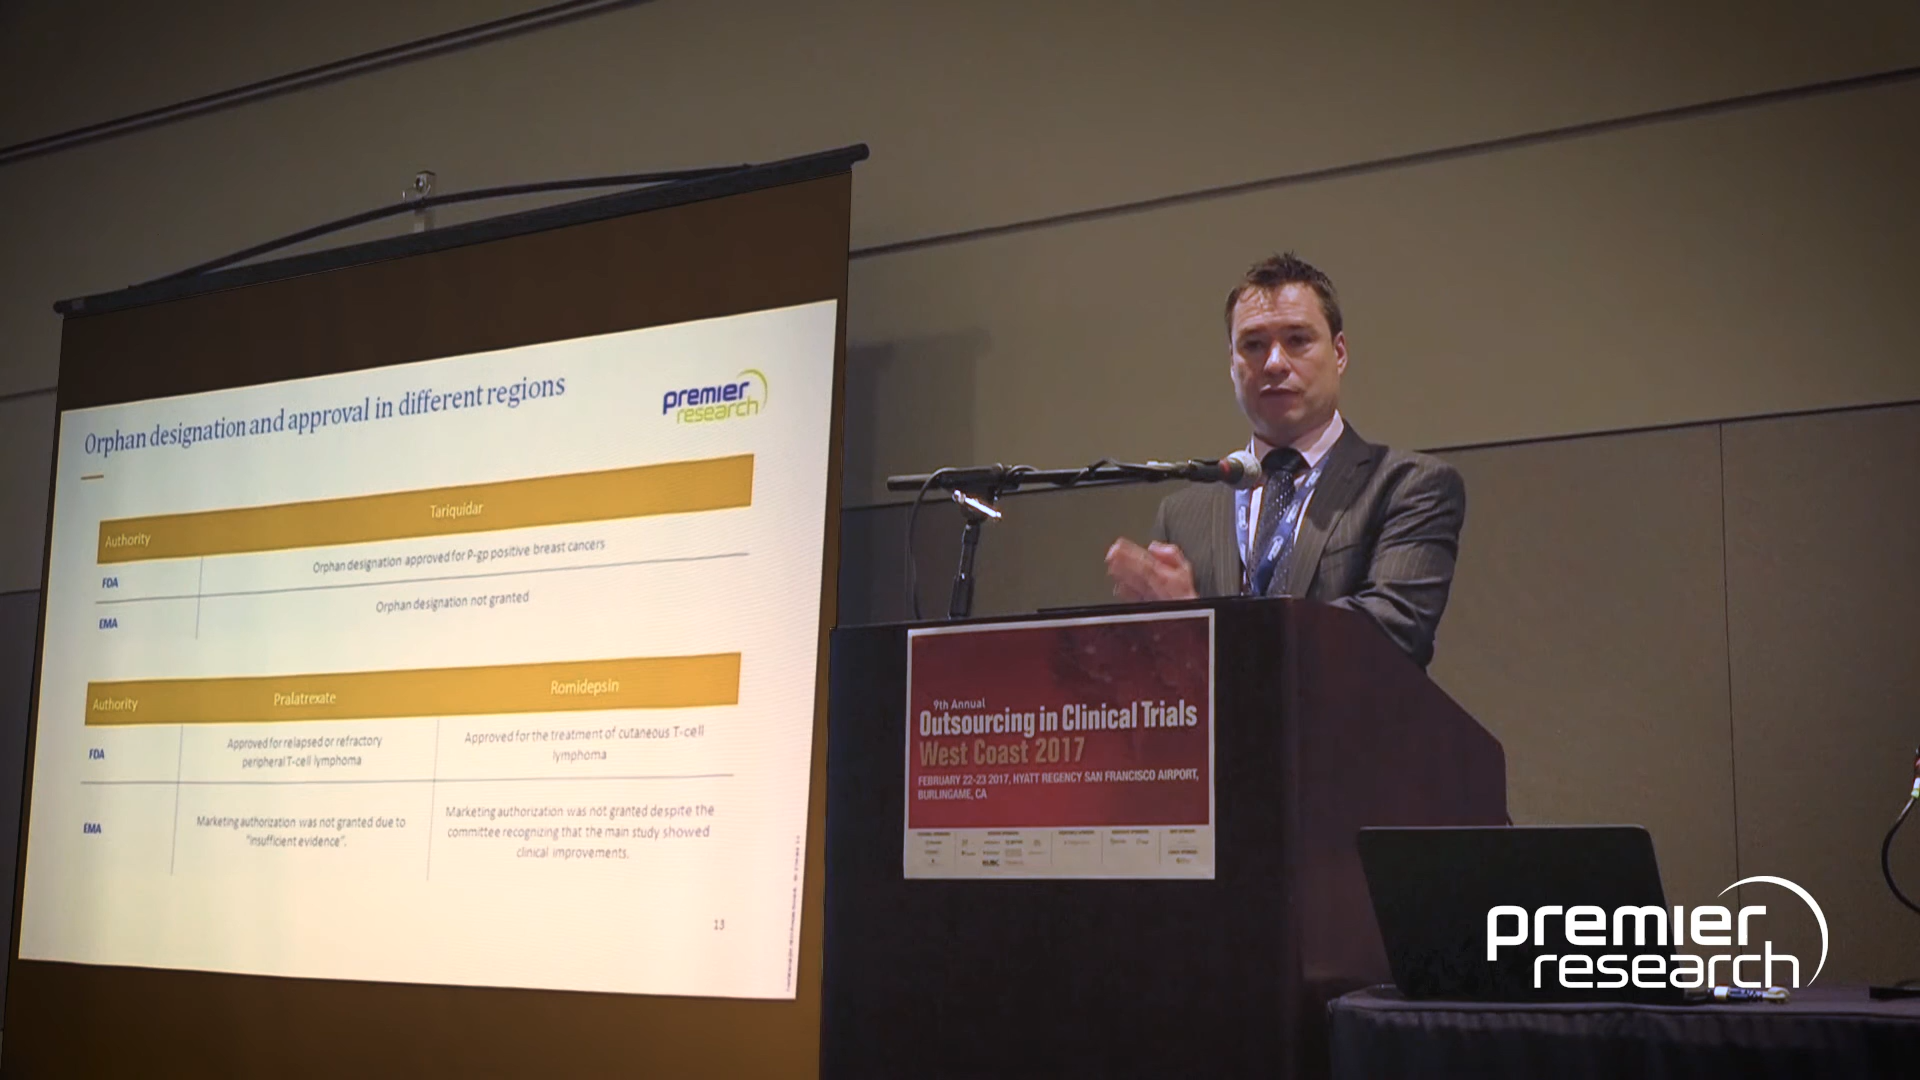 Orphan designation and approval in different regions
premier
research
Authority
Tariquidar
FDA
Orphan designation approved for P-gp positive breast cancers
EMA
Orphan designation not granted
Authority
Pralatrexate
Romidepsin
FDA
Approved for relapsed or refractory
peripheral T-cell lymphoma
Approved for the treatment of cutaneous T-cell
lymphoma
EMA
Marketing authorization was not granted due to
"insufficient evidence".
Marketing authorization was not granted despite the
committee recognizing that the main study showed
clinical improvements.
13
9th Annual
Outsourcing in Clinical Trials
West Coast 2017
FEBRUARY 22-23 2017, HYATT REGENCY SAN FRANCISCO AIRPORT,
BURLINGAME, CA
premier
research